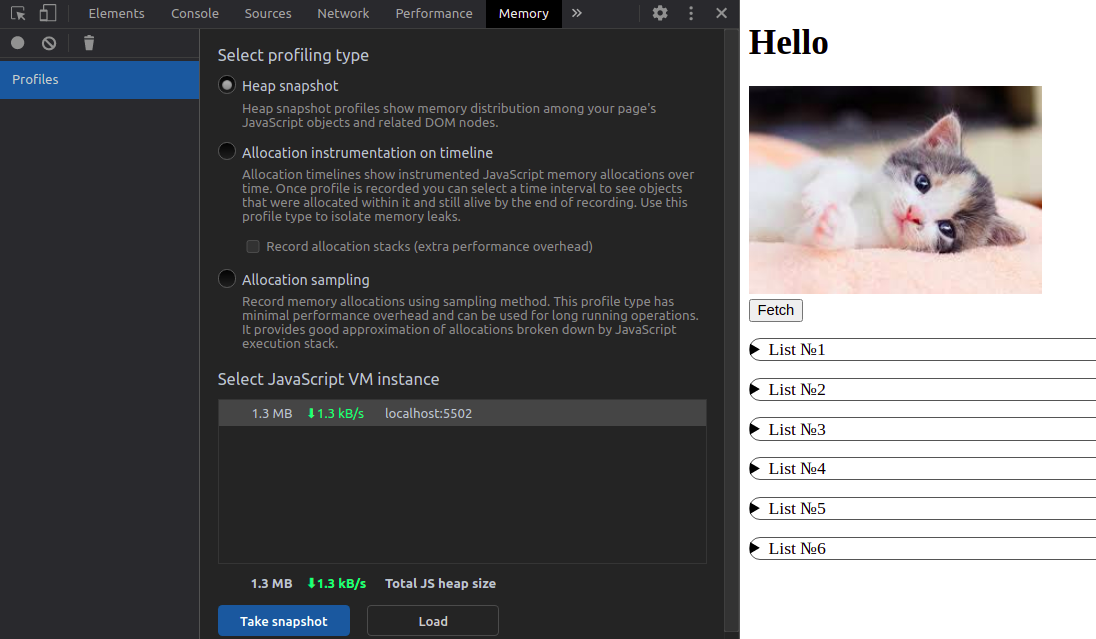 Elements Console Sources Network Performance Memory »
Profiles
Select profiling type
Heap snapshot
Heap snapshot profiles show memory distribution among your page's
JavaScript objects and related DOM nodes.
Allocation instrumentation on timeline
Allocation timelines show instrumented JavaScript memory allocations over
time. Once profile is recorded you can select a time interval to see objects
that were allocated within it and still alive by the end of recording. Use this
profile type to isolate memory leaks.
Record allocation stacks (extra performance overhead)
Allocation sampling
Record memory allocations using sampling method. This profile type has
minimal performance overhead and can be used for long running operations.
It provides good approximation of allocations broken down by JavaScript
execution stack.
Select JavaScript VM instance
1.3 MB ⬇1.3 kB/s localhost:5502
1.3 MB ⬇1.3 kB/s Total JS heap size
Take snapshot Load
Hello
Fetch
List №1
List №2
List №3
List №4
List №5
List №6